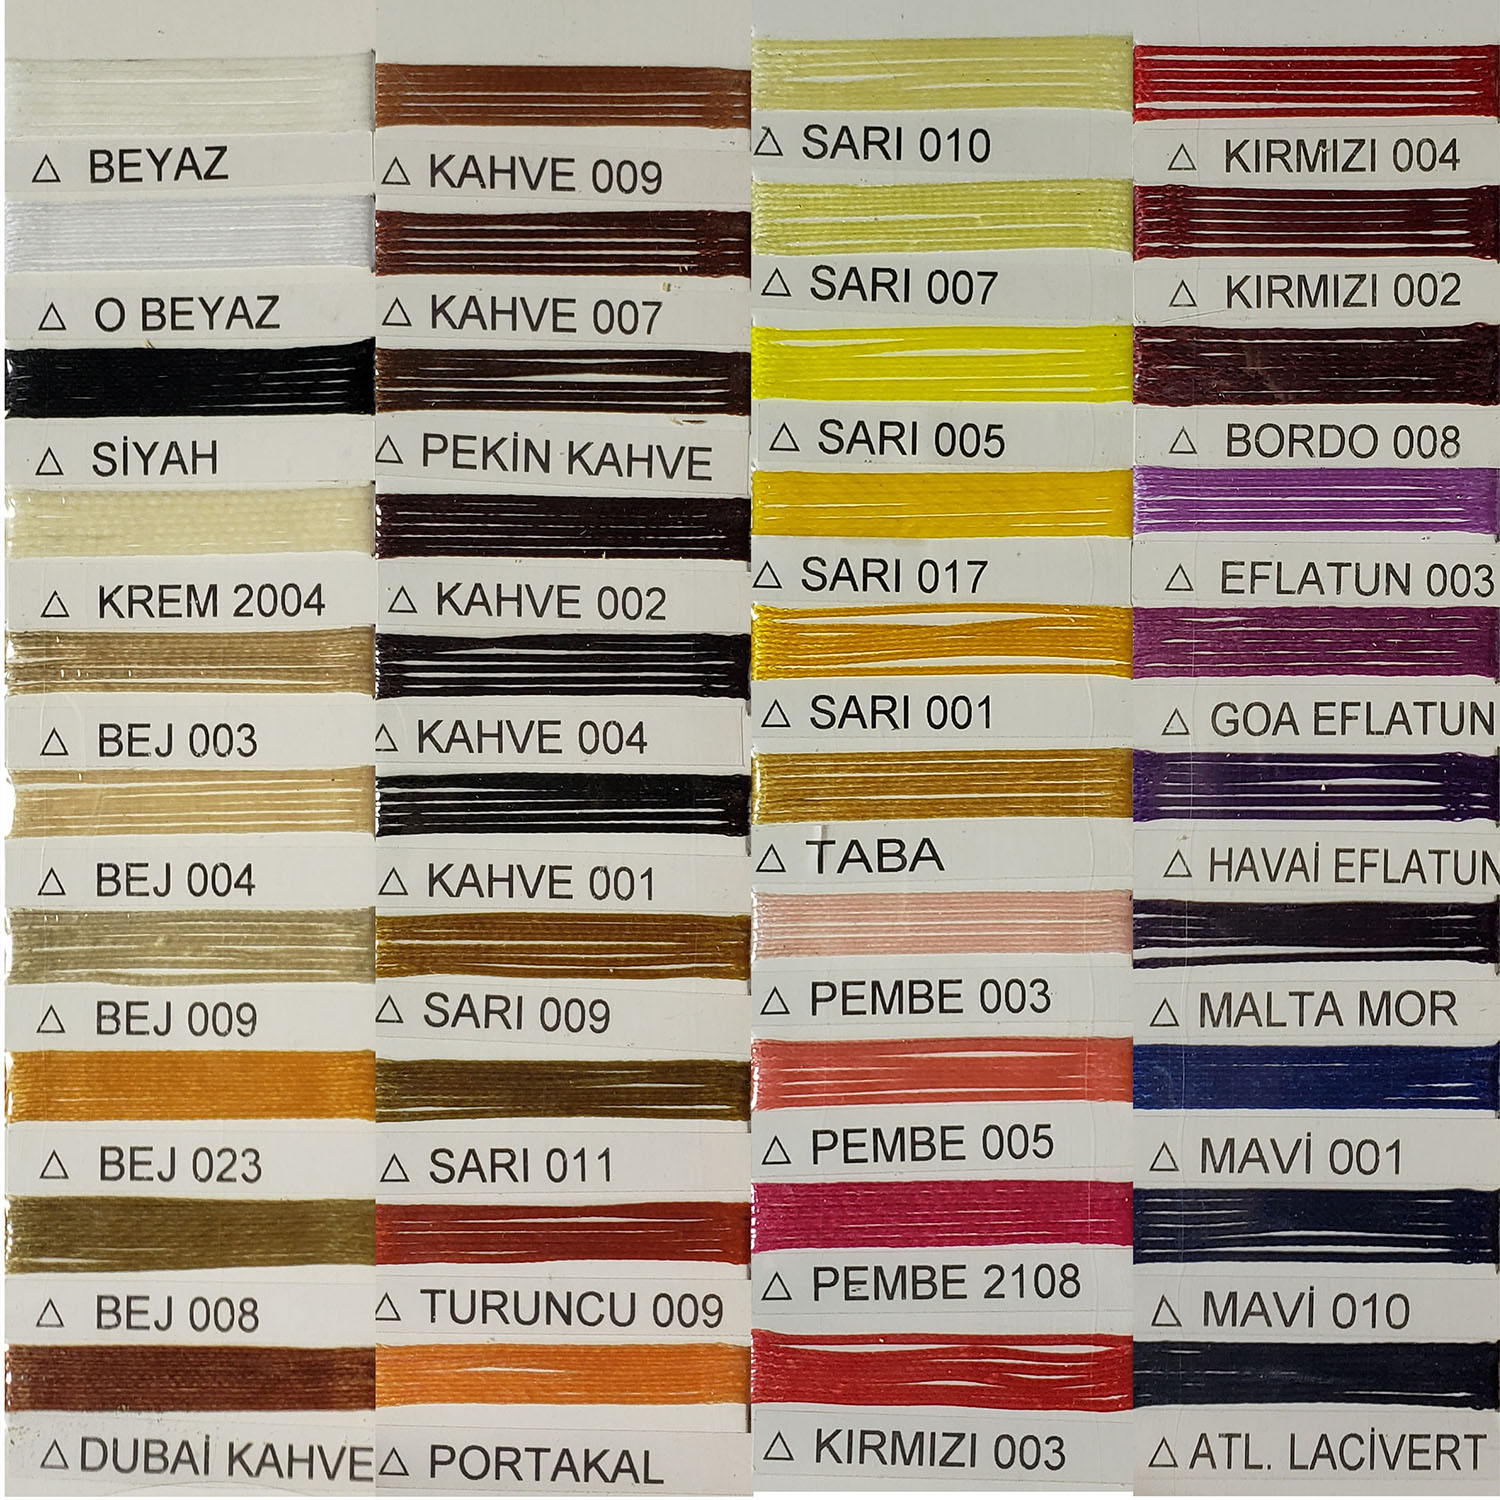 △ BEYAZ
△ O BEYAZ
△ SİYAH
△ KREM 2004
△ BEJ 003
△ BEJ 004
△ BEJ 009
△ BEJ 023
△ BEJ 008
△ DUBAİ KAHVE
△ KAHVE 009
△ KAHVE 007
△ PEKİN KAHVE
△ KAHVE 002
△ KAHVE 004
△ KAHVE 001
△ SARI 009
△ SARI 011
△ TURUNCU 009
△ PORTAKAL
△ SARI 010
△ SARI 007
△ SARI 005
△ SARI 017
△ SARI 001
△ TABA
△ PEMBE 003
△ PEMBE 005
△ PEMBE 2108
△ KIRMIZI 003
△ KIRMIZI 004
△ KIRMIZI 002
△ BORDO 008
△ EFLATUN 003
△ GOA EFLATUN
△ HAVAİ EFLATUN
△ MALTA MOR
△ MAVİ 001
△ MAVİ 010
△ ATL. LACİVERT